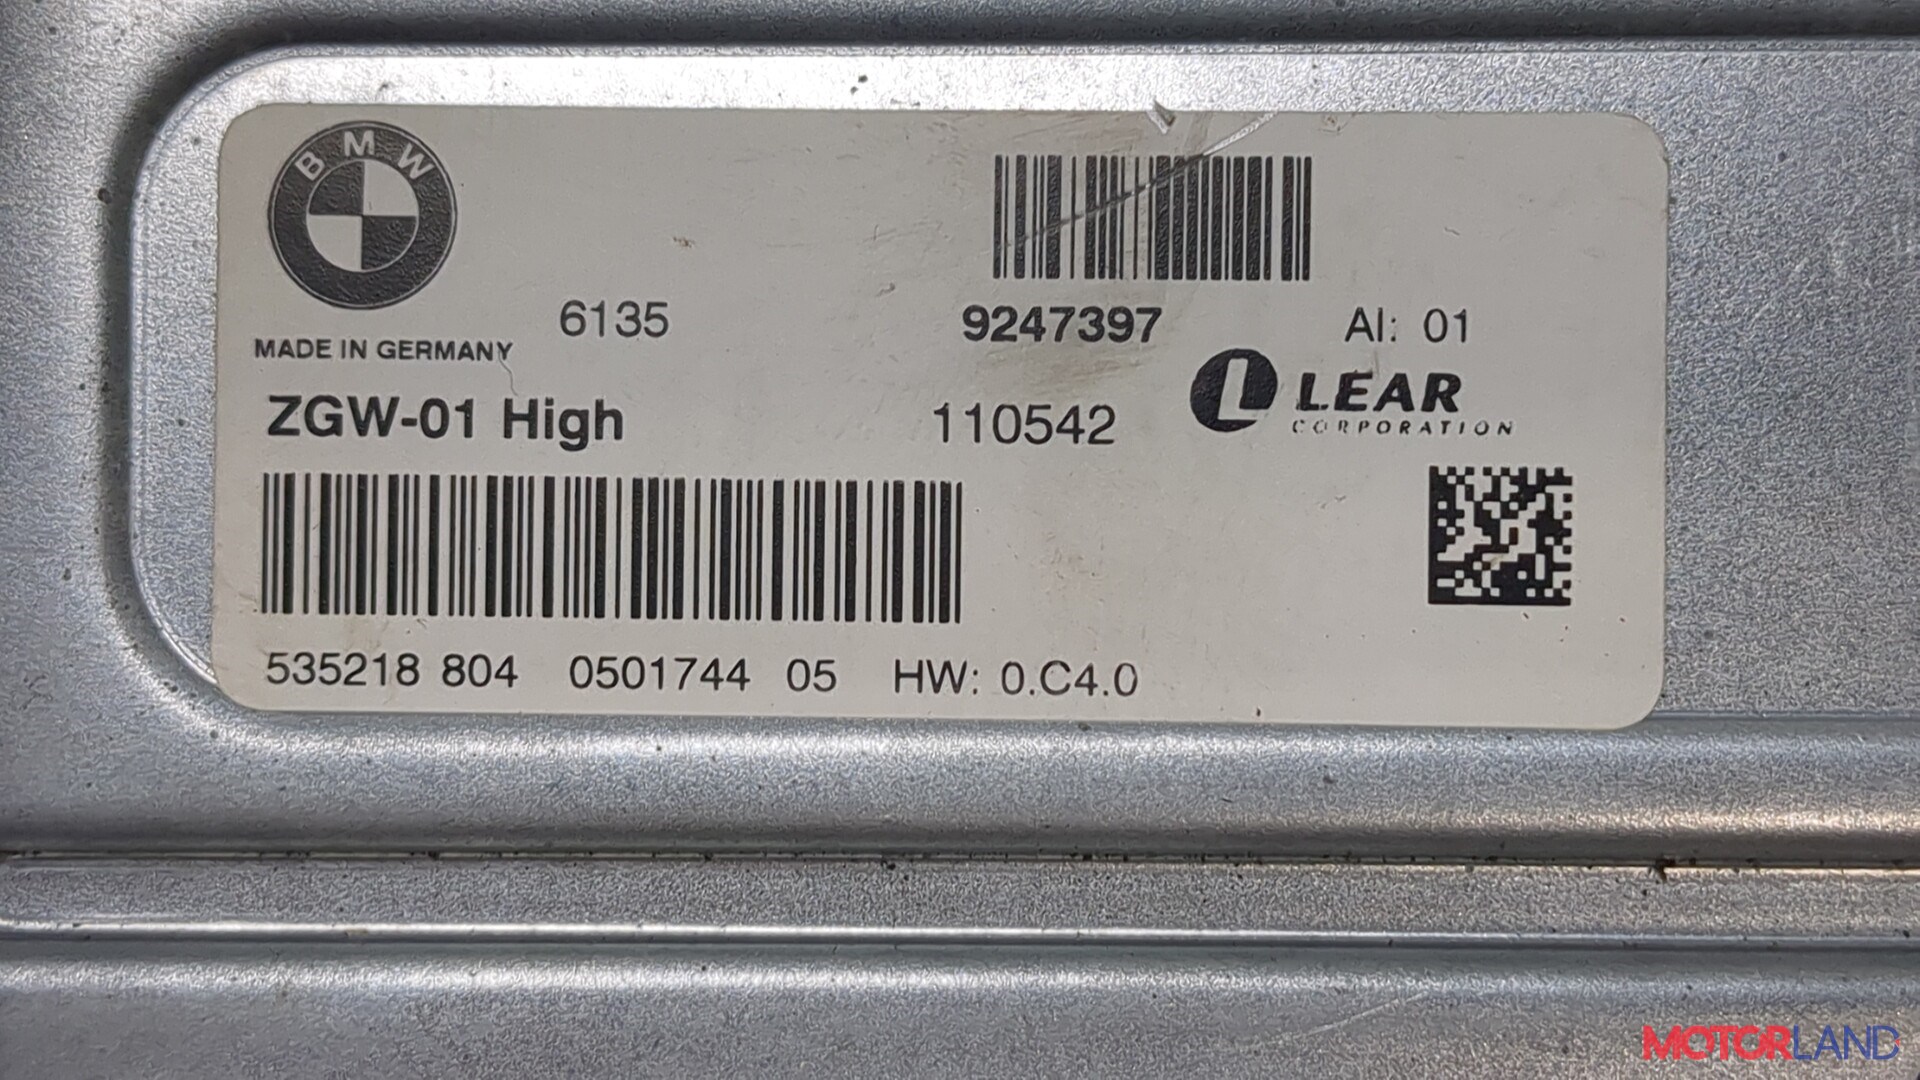 BMW
MADE IN GERMANY
6135
9247397
AI: 01
ZGW-01 High
110542
L LEAR
CORPORATION
535218 804 0501744 05 HW: 0.C4.0
MOTORLAND